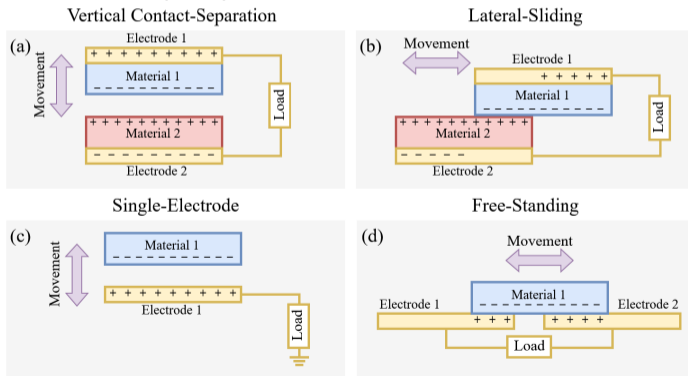 Vertical Contact-Separation
(a)
Movement
Electrode 1
+ + + + + + + + +
Material 1
− − − − − − − − −
+ + + + + + + + + +
Material 2
− − − − − − − −
Electrode 2
Load
Lateral-Sliding
(b)
Movement
Electrode 1
+ + + + +
Material 1
− − − − − − − − −
+ + + + + + + + + +
Material 2
− − − − −
Electrode 2
Load
Single-Electrode
(c)
Movement
Material 1
− − − − − − − − −
+ + + + + + + + +
Electrode 1
Load
Free-Standing
(d)
Movement
Material 1
− − − − − − − − −
Electrode 1
Electrode 2
+ + +
+ + + +
Load